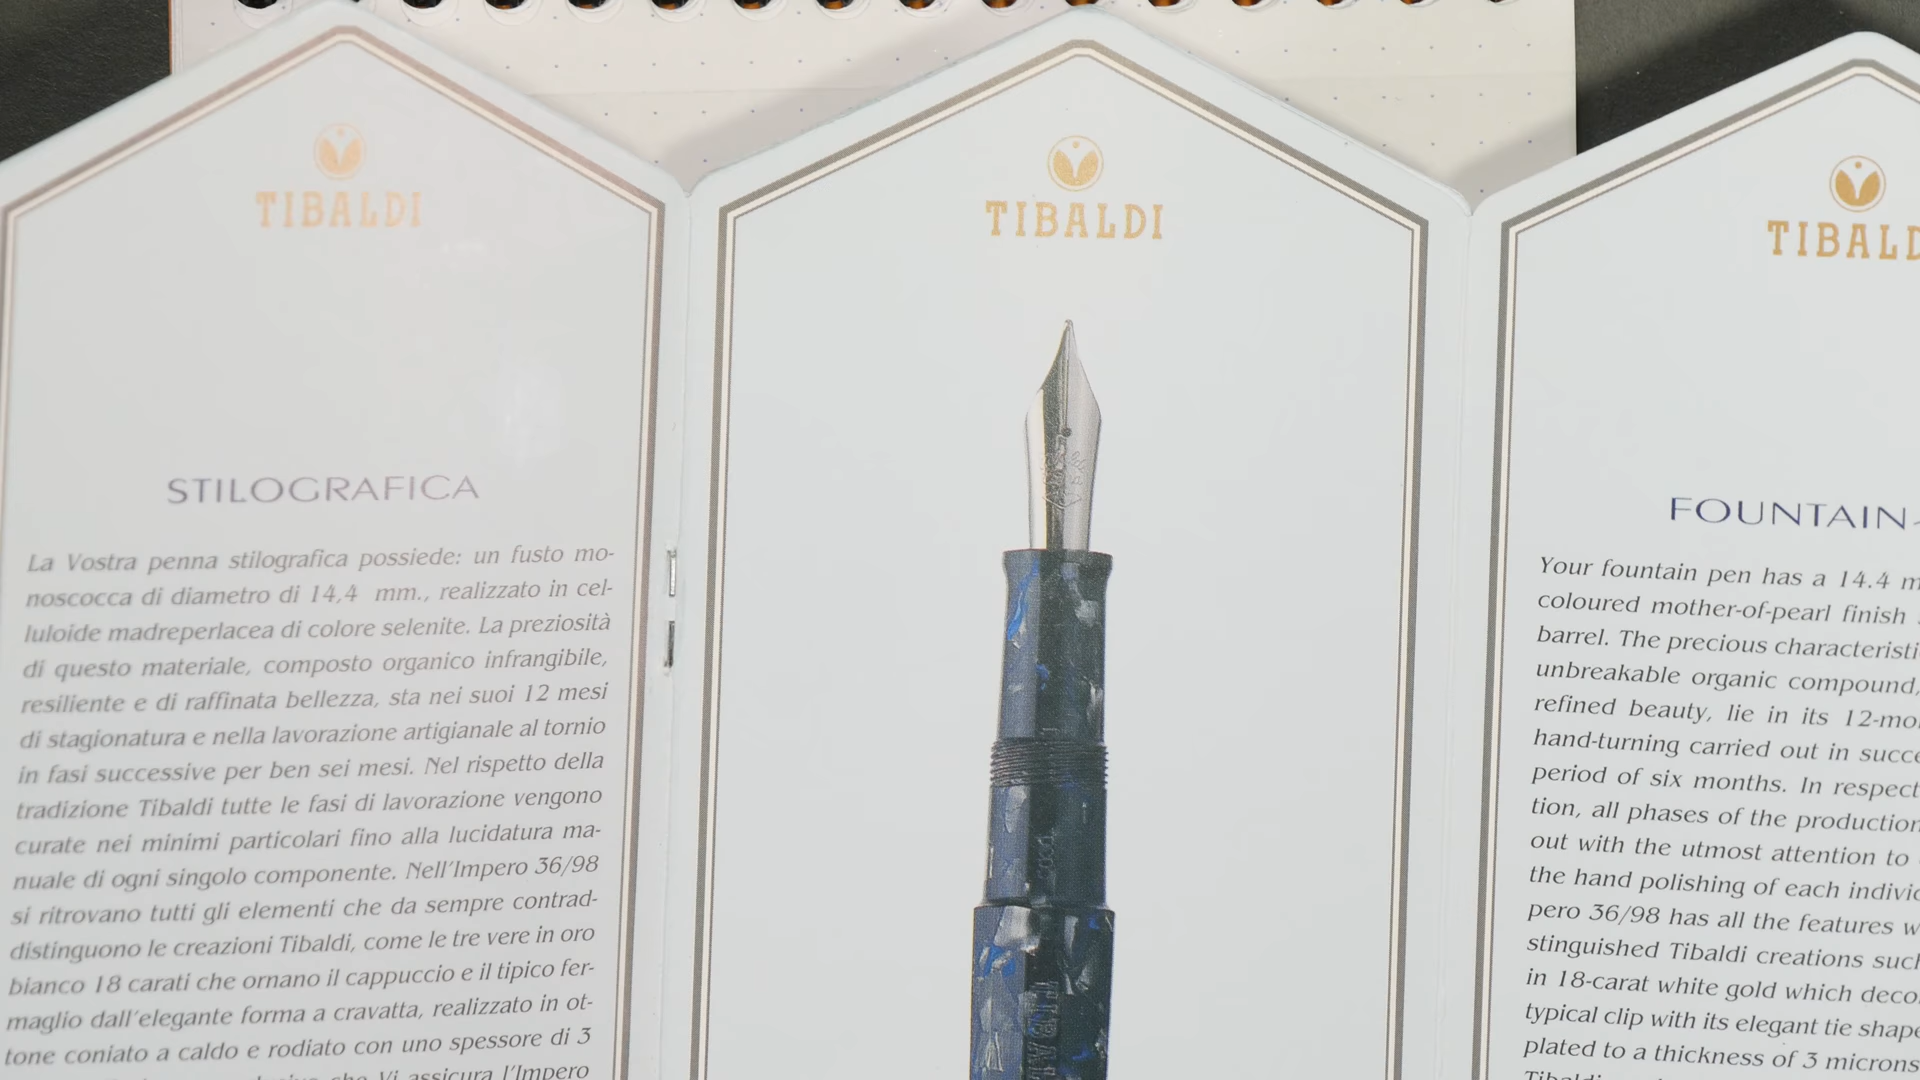 TIBALDI
STILOGRAFICA
La Vostra penna stilografica possiede: un fusto mo-
noscocca di diametro di 14,4 mm., realizzato in cel-
luloide madreperlacea di colore selenite. La preziosità
di questo materiale, composto organico infrangibile,
resiliente e di raffinata bellezza, sta nei suoi 12 mesi
di stagionatura e nella lavorazione artigianale al tornio
in fasi successive per ben sei mesi. Nel rispetto della
tradizione Tibaldi tutte le fasi di lavorazione vengono
curate nei minimi particolari fino alla lucidatura ma-
nuale di ogni singolo componente. Nell'Impero 36/98
si ritrovano tutti gli elementi che da sempre contrad-
distinguono le creazioni Tibaldi, come le tre vere in oro
bianco 18 carati che ornano il cappuccio e il tipico fer-
maglio dall'elegante forma a cravatta, realizzato in ot-
tone coniato a caldo e rodiato con uno spessore di 3
che Vi assicura l'Impero
TIBALDI
TIBALD
FOUNTAIN-
Your fountain pen has a 14.4 m
coloured mother-of-pearl finish
barrel. The precious characteristi
unbreakable organic compound,
refined beauty, lie in its 12-mo
hand-turning carried out in succe
period of six months. In respect
tion, all phases of the production
out with the utmost attention to
the hand polishing of each individ
pero 36/98 has all the features w
stinguished Tibaldi creations such
in 18-carat white gold which deco
typical clip with its elegant tie shape
plated to a thickness of 3 microns